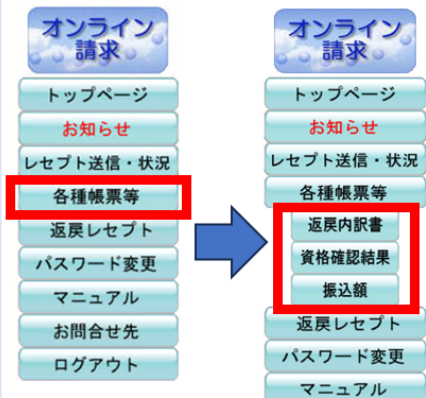 オンライン
請求
トップページ
お知らせ
レセプト送信・状況
各種帳票等
返戻レセプト
パスワード変更
マニュアル
お問合せ先
ログアウト
オンライン
請求
トップページ
お知らせ
レセプト送信・状況
各種帳票等
返戻内訳書
資格確認結果
振込額
返戻レセプト
パスワード変更
マニュアル